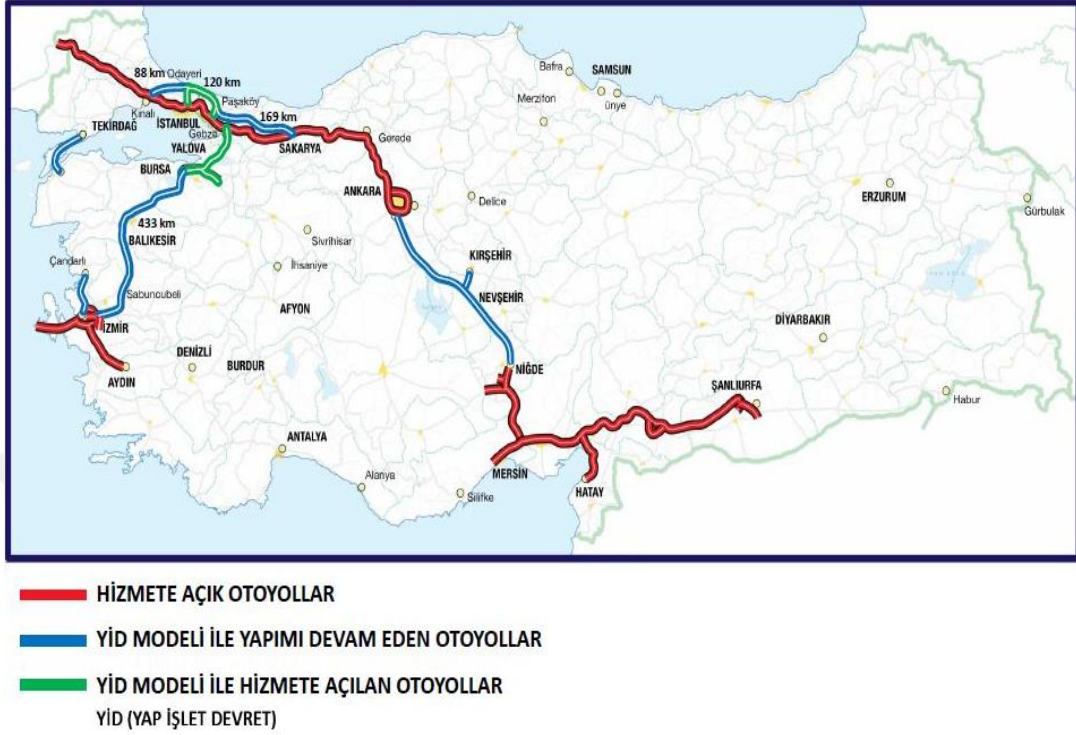 Bafra
SAMSUN
88 km
Odayeri
120 km
ünye
Merzifon
Paşaköy
Kınalı
169 km
TEKİRDAĞ
İSTANBUL
Gebze
Gerede
YALOVA
SAKARYA
BURSA
ANKARA
ERZURUM
Delice
Gürbulak
433 km
BALIKESİR
Sivrihisar
KIRŞEHİR
Çandarlı
İhsaniye
NEVŞEHİR
Sabuncubeli
AFYON
DİYARBAKIR
İZMİR
DENİZLİ
BURDUR
NİĞDE
AYDIN
ŞANLIURFA
Habur
ANTALYA
MERSİN
Alanya
Silifke
HATAY
HİZMETE AÇIK OTOYOLLAR
YİD MODELİ İLE YAPIMI DEVAM EDEN OTOYOLLAR
YİD MODELİ İLE HİZMETE AÇILAN OTOYOLLAR
YİD (YAP İŞLET DEVRET)